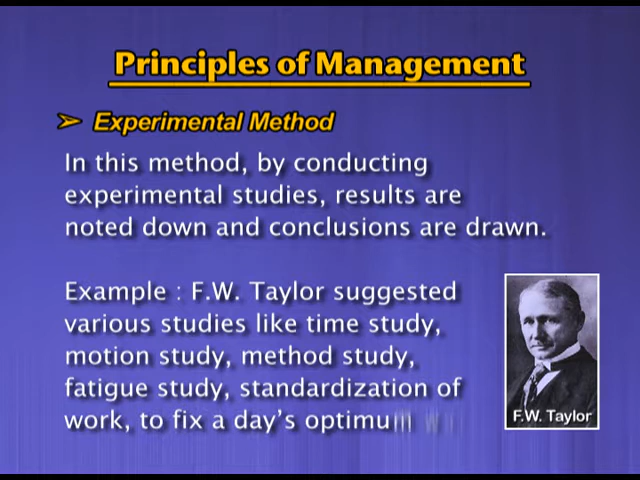 Principles of Management
➢ Experimental Method
In this method, by conducting
experimental studies, results are
noted down and conclusions are drawn.
Example : F.W. Taylor suggested
various studies like time study,
motion study, method study,
fatigue study, standardization of
work, to fix a day's optimum
F.W. Taylor